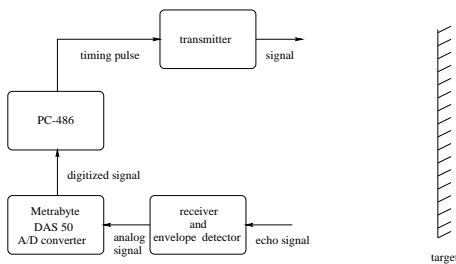 transmitter
timing pulse
signal
PC-486
digitized signal
Metrabyte
DAS 50
A/D converter
receiver
and
envelope detector
analog
signal
echo signal
target